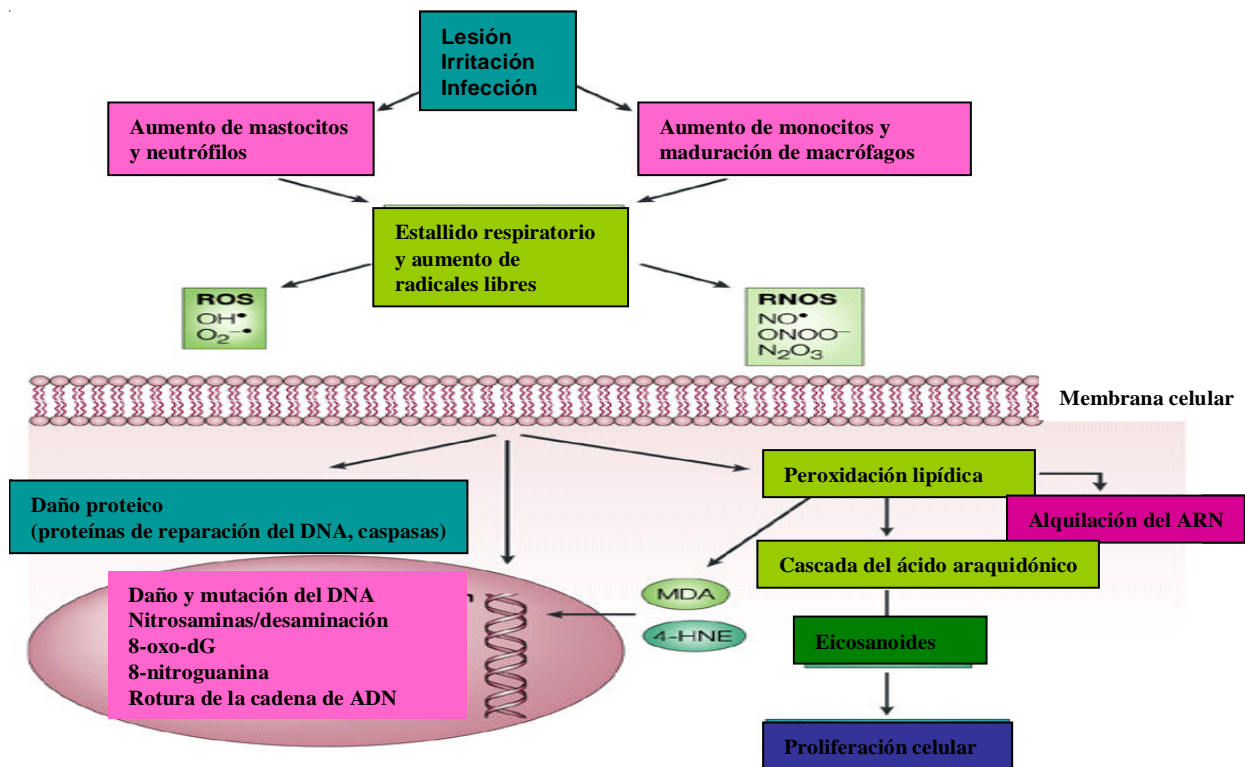 Lesión
Irritación
Infección
Aumento de mastocitos
y neutrófilos
Aumento de monocitos y
maduración de macrófagos
Estallido respiratorio
y aumento de
radicales libres
ROS
OH•
O₂⁻•
RNOS
NO•
ONOO⁻
N₂O₃
Membrana celular
Peroxidación lipídica
Daño proteico
(proteínas de reparación del DNA, caspasas)
Alquilación del ARN
Cascada del ácido araquidónico
Daño y mutación del DNA
Nitrosaminas/desaminación
8-oxo-dG
8-nitroguanina
Rotura de la cadena de ADN
MDA
4-HNE
Eicosanoides
Proliferación celular